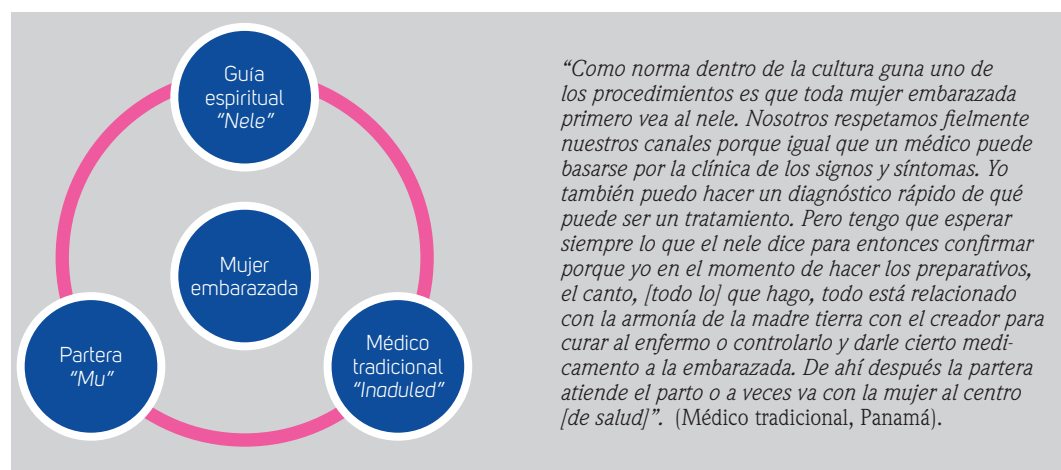 Guía
espiritual
“Nele”
Mujer
embarazada
Partera
“Mu”
Médico
tradicional
“Inaduled”
“Como norma dentro de la cultura guna uno de
los procedimientos es que toda mujer embarazada
primero vea al nele. Nosotros respetamos fielmente
nuestros canales porque igual que un médico puede
basarse por la clínica de los signos y síntomas. Yo
también puedo hacer un diagnóstico rápido de qué
puede ser un tratamiento. Pero tengo que esperar
siempre lo que el nele dice para entonces confirmar
porque yo en el momento de hacer los preparativos,
el canto, [todo lo] que hago, todo está relacionado
con la armonía de la madre tierra con el creador para
curar al enfermo o controlarlo y darle cierto medi-
camento a la embarazada. De ahí después la partera
atiende el parto o a veces va con la mujer al centro
[de salud]”. (Médico tradicional, Panamá).